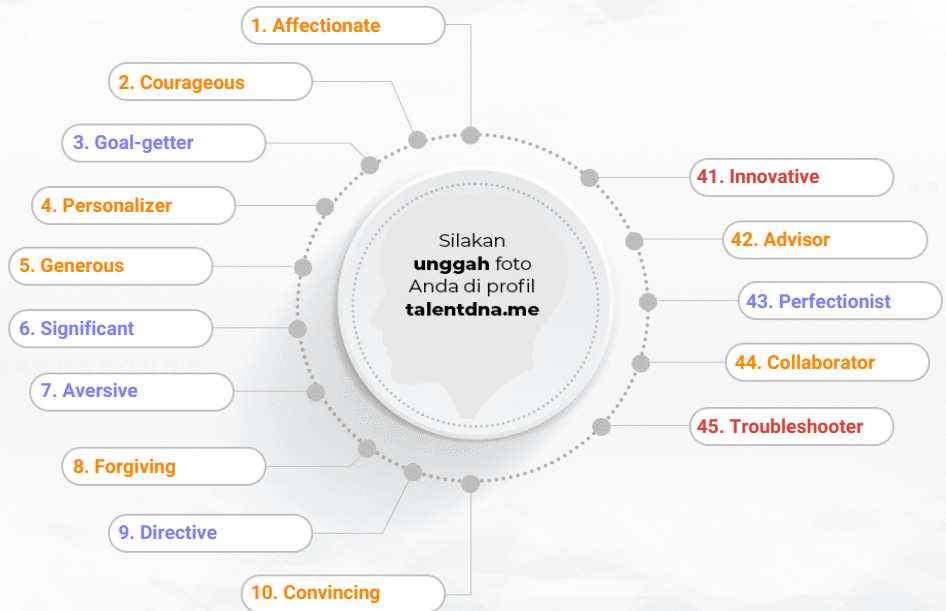 1. Affectionate
2. Courageous
3. Goal-getter
4. Personalizer
5. Generous
6. Significant
7. Aversive
8. Forgiving
9. Directive
10. Convincing
Silakan
unggah foto
Anda di profil
talentdna.me
41. Innovative
42. Advisor
43. Perfectionist
44. Collaborator
45. Troubleshooter